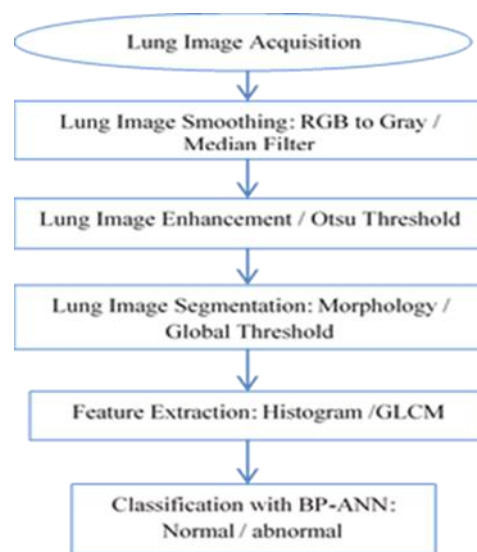 Lung Image Acquisition
Lung Image Smoothing: RGB to Gray /
Median Filter
Lung Image Enhancement / Otsu Threshold
Lung Image Segmentation: Morphology /
Global Threshold
Feature Extraction: Histogram /GLCM
Classification with BP-ANN:
Normal / abnormal